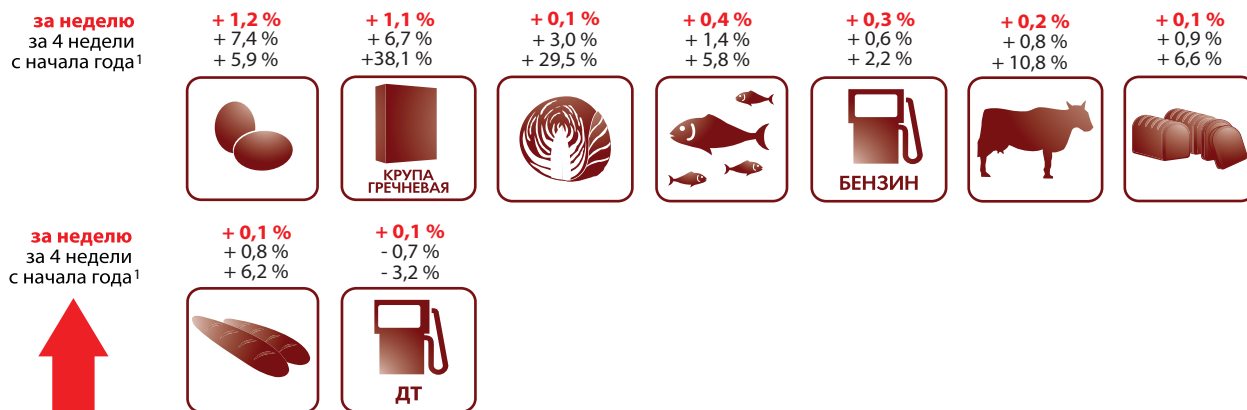 за неделю + 1,2 % + 1,1 % + 0,1 % + 0,4 % + 0,3 % + 0,2 % + 0,1 %
за 4 недели + 7,4 % + 6,7 % + 3,0 % + 1,4 % + 0,6 % + 0,8 % + 0,9 %
с начала года¹ + 5,9 % +38,1 % + 29,5 % + 5,8 % + 2,2 % + 10,8 % + 6,6 %
КРУПА
ГРЕЧНЕВАЯ
БЕНЗИН
за неделю + 0,1 % + 0,1 %
за 4 недели + 0,8 % - 0,7 %
с начала года¹ + 6,2 % - 3,2 %
ДТ